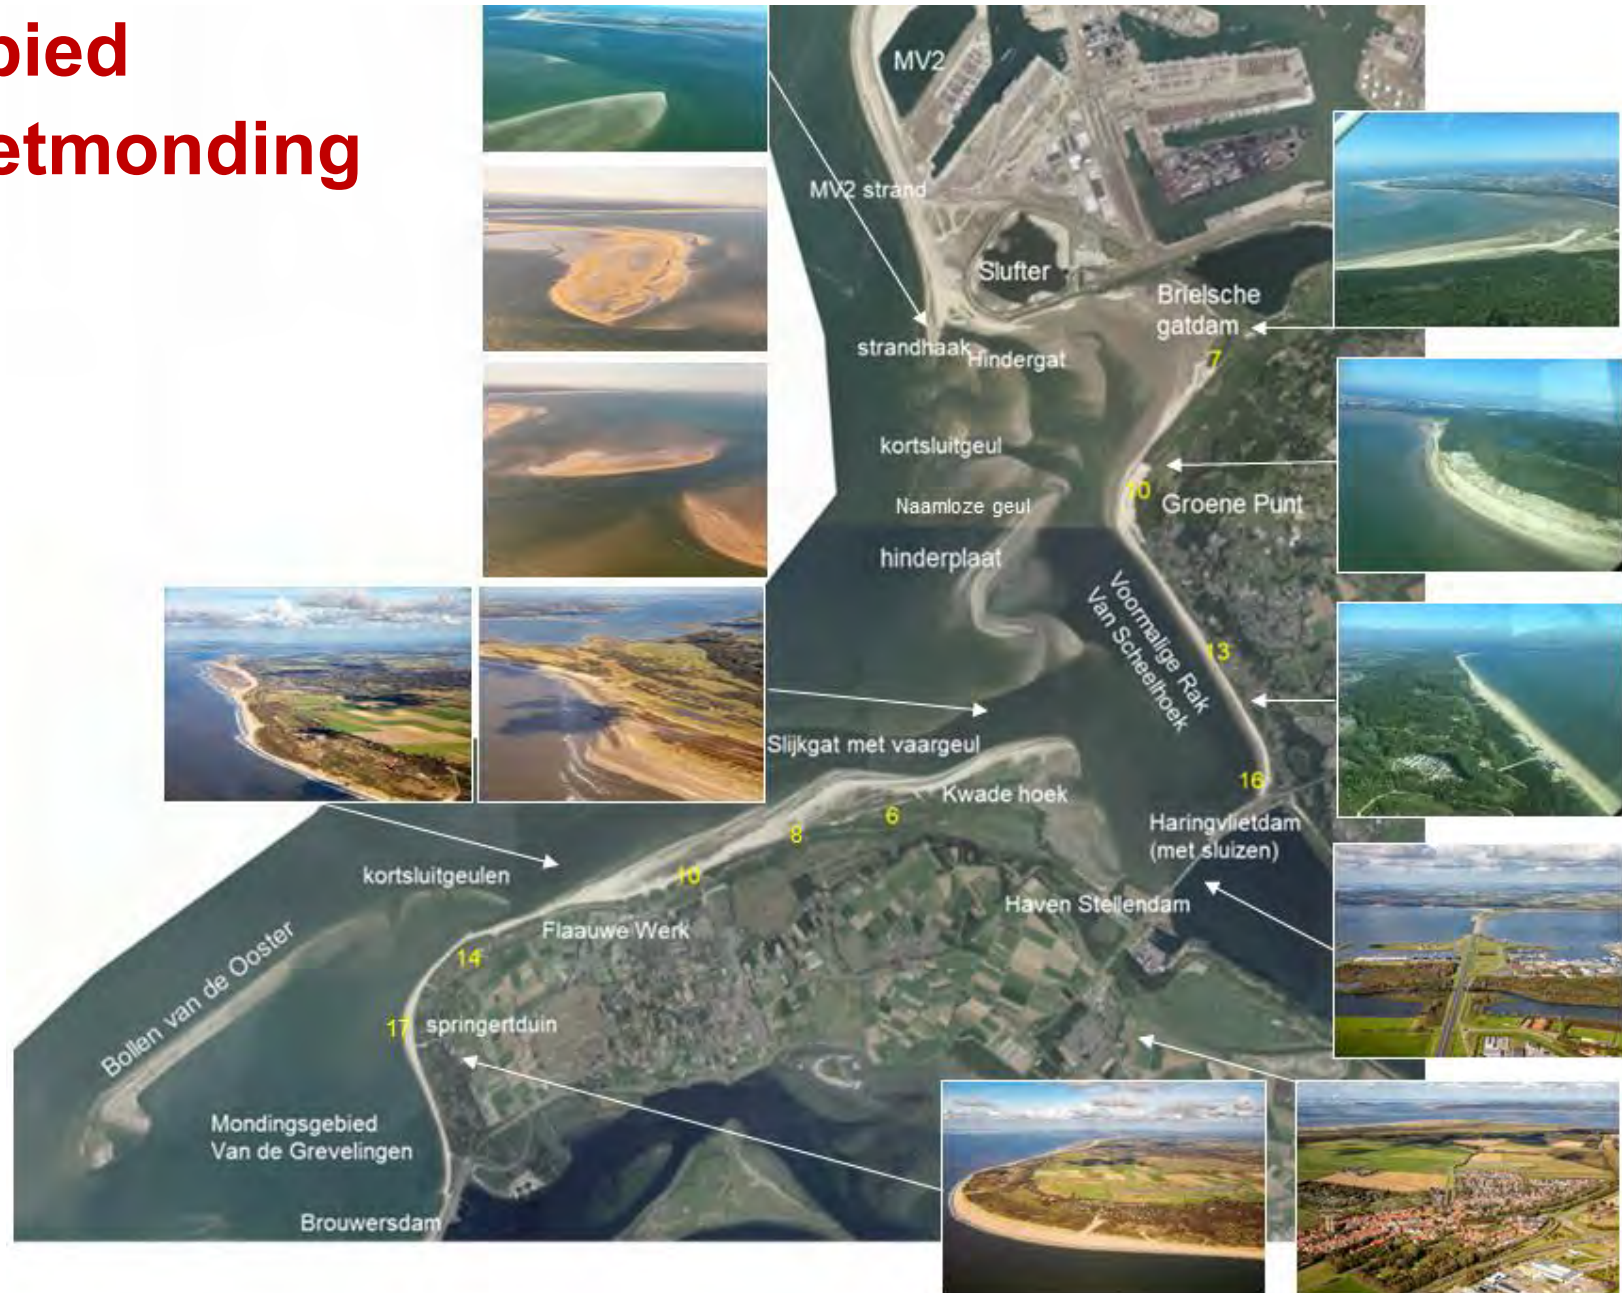 bied
etmonding
MV2
MV2 strand
Slufter
Brielsche
gatdam
strandhaak
Hindergat
7
kortsluitgeul
10
Groene Punt
Naamloze geul
hinderplaat
Voormalige Rak
Van Scheelhoek
13
Slijkgat met vaargeul
16
Kwade hoek
6
8
Haringvlietdam
(met sluizen)
kortsluitgeulen
10
Haven Stellendam
Flaauwe Werk
14
Bollen van de Ooster
17
springertduin
Mondingsgebied
Van de Grevelingen
Brouwersdam